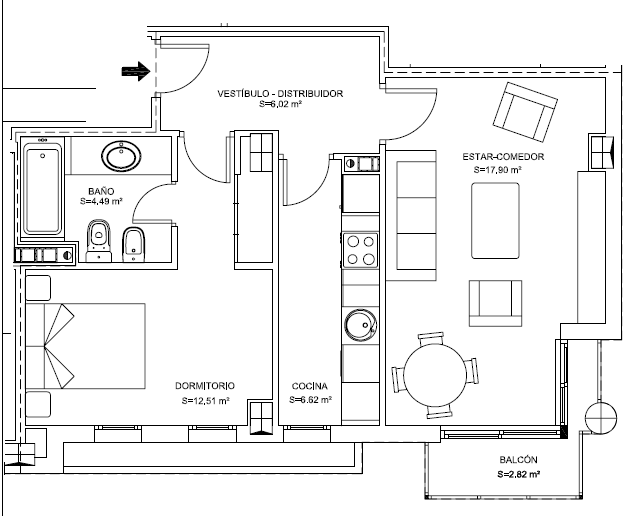 VESTÍBULO - DISTRIBUIDOR
S=6,02 m²
ESTAR-COMEDOR
S=17,90 m²
BAÑO
S=4,49 m²
DORMITORIO
S=12,51 m²
COCINA
S=6.62 m²
BALCÓN
S=2.82 m²